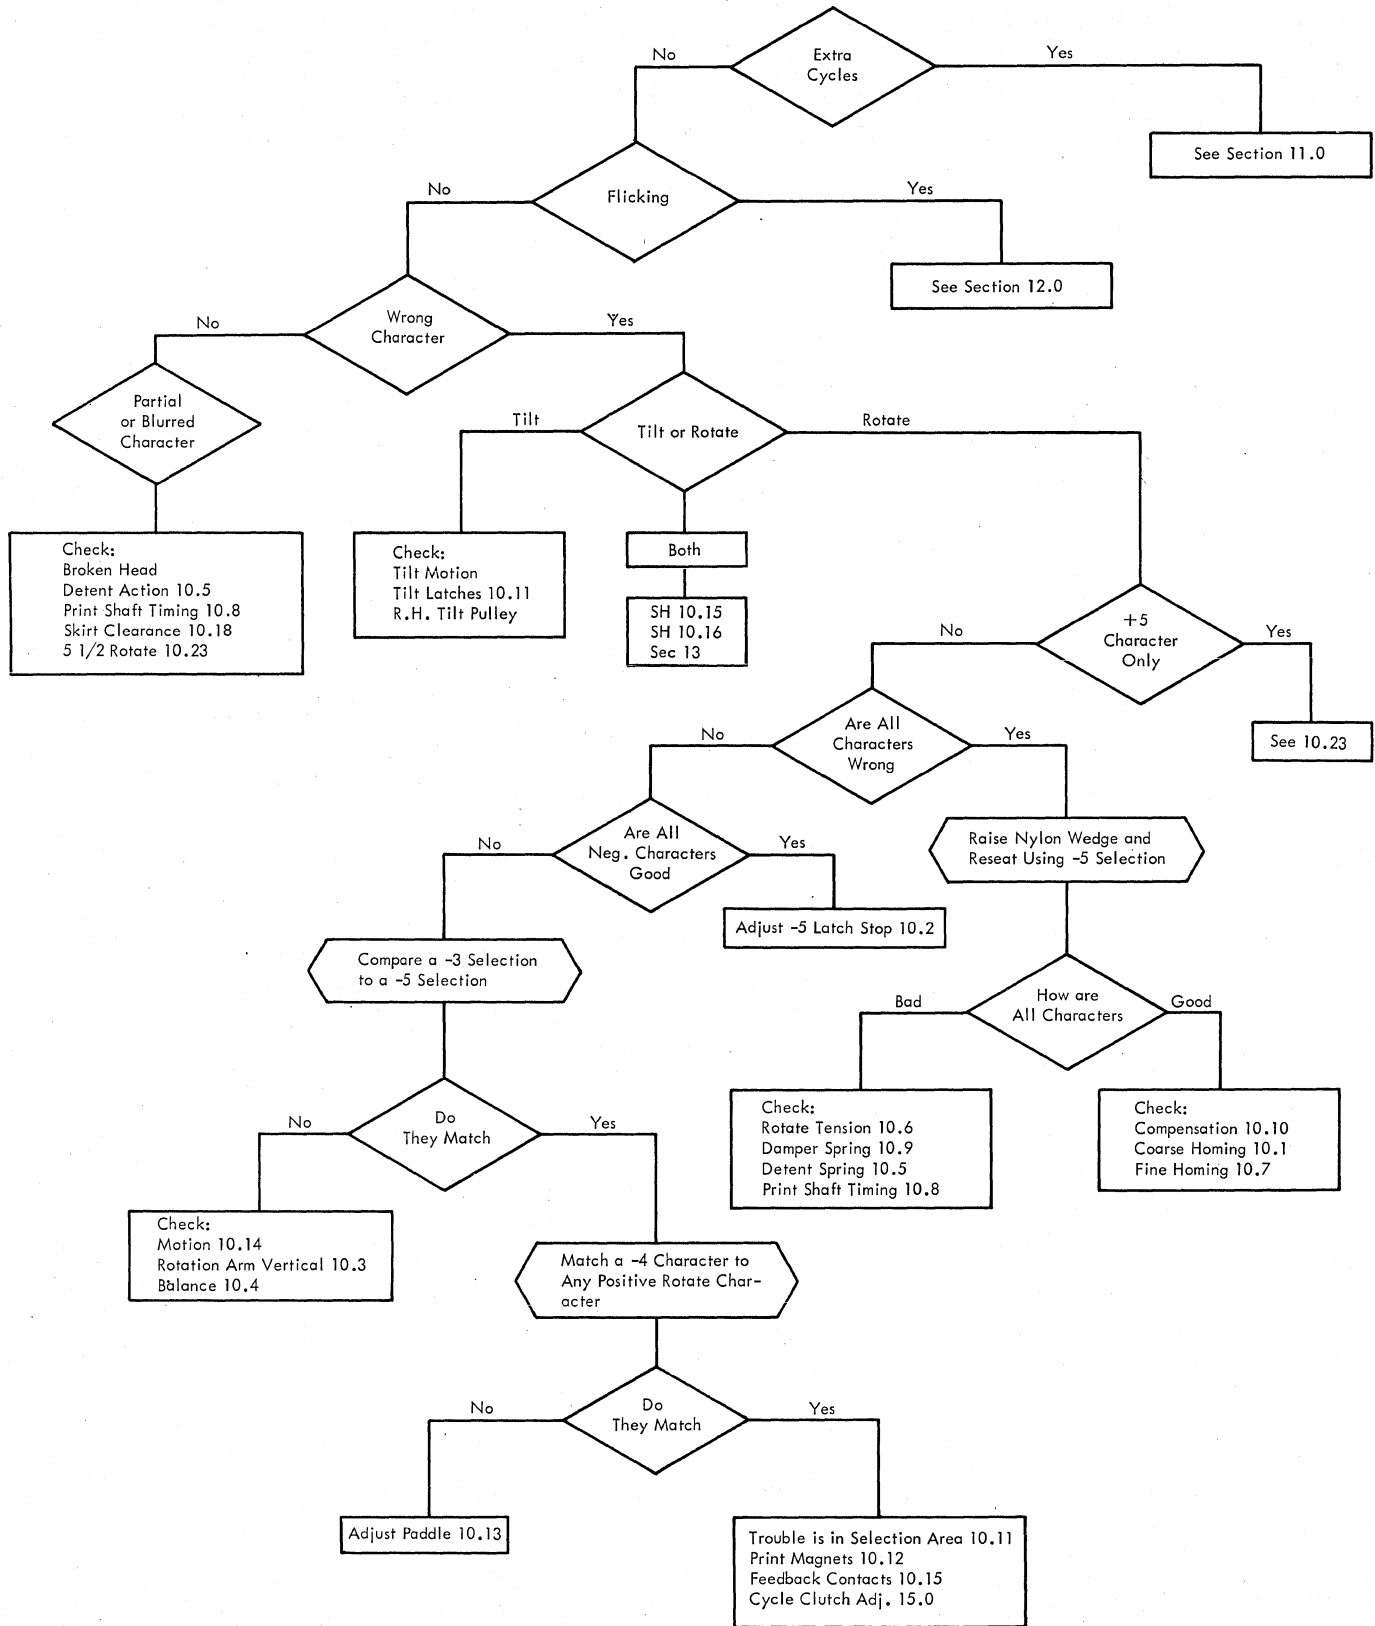 Extra
Cycles
No
Yes
See Section 11.0
Flicking
No
Yes
See Section 12.0
Wrong
Character
No
Yes
Partial
or Blurred
Character
Tilt or Rotate
Tilt
Rotate
Check:
Broken Head
Detent Action 10.5
Print Shaft Timing 10.8
Skirt Clearance 10.18
5 1/2 Rotate 10.23
Check:
Tilt Motion
Tilt Latches 10.11
R.H. Tilt Pulley
Both
SH 10.15
SH 10.16
Sec 13
+5
Character
Only
No
Yes
See 10.23
Are All
Characters
Wrong
No
Yes
Are All
Neg. Characters
Good
No
Yes
Raise Nylon Wedge and
Reseat Using -5 Selection
Adjust -5 Latch Stop 10.2
Compare a -3 Selection
to a -5 Selection
How are
All Characters
Bad
Good
Check:
Rotate Tension 10.6
Damper Spring 10.9
Detent Spring 10.5
Print Shaft Timing 10.8
Check:
Compensation 10.10
Coarse Homing 10.1
Fine Homing 10.7
Do
They Match
No
Yes
Check:
Motion 10.14
Rotation Arm Vertical 10.3
Balance 10.4
Match a -4 Character to
Any Positive Rotate Char-
acter
Do
They Match
No
Yes
Adjust Paddle 10.13
Trouble is in Selection Area 10.11
Print Magnets 10.12
Feedback Contacts 10.15
Cycle Clutch Adj. 15.0